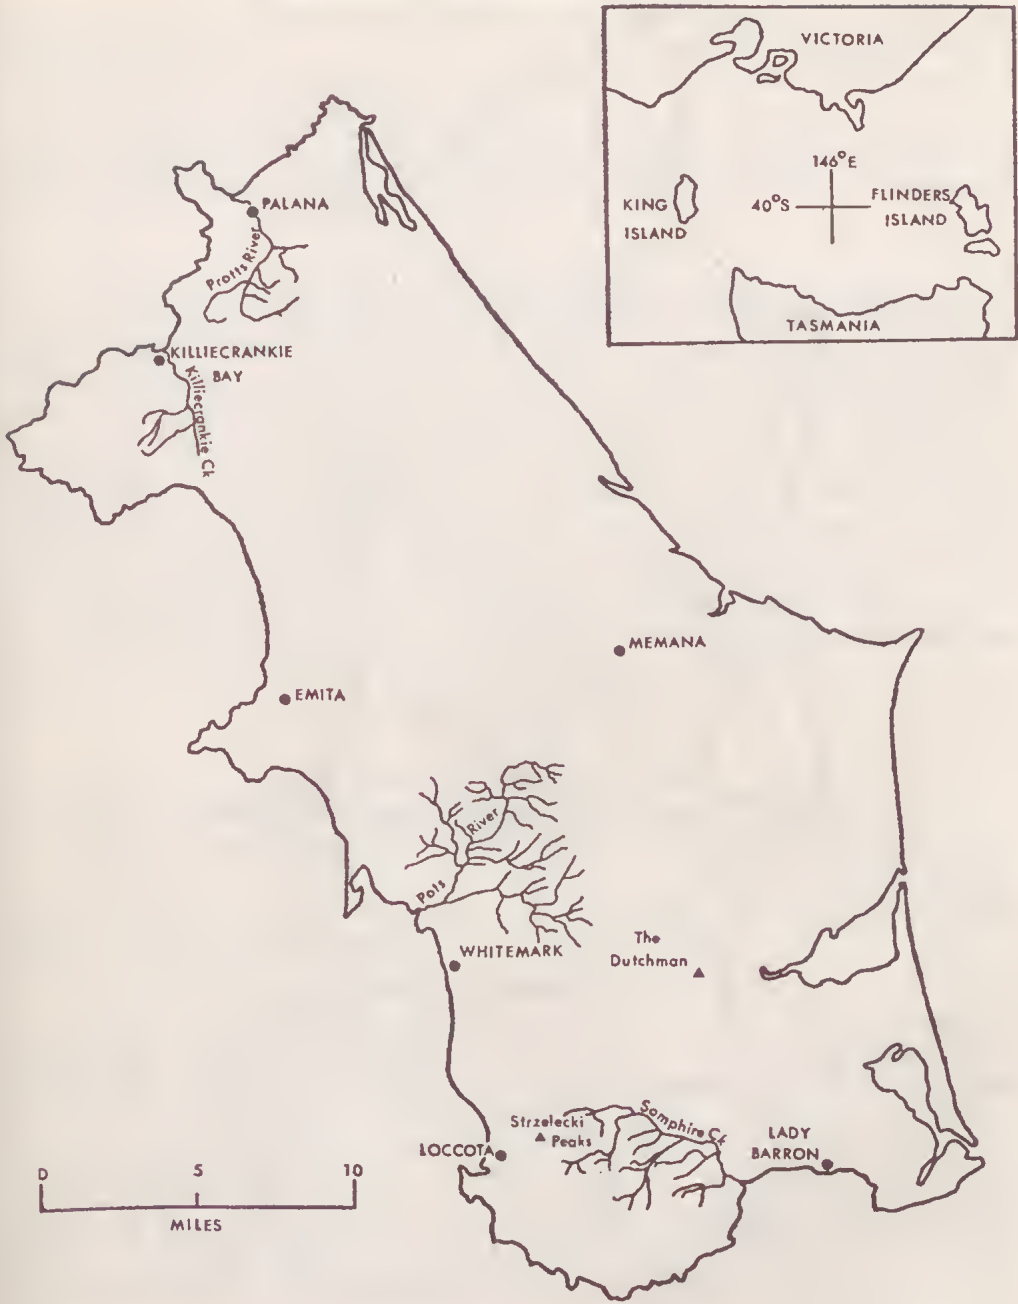 VICTORIA
146°E
KING
ISLAND
40°S
FLINDERS
ISLAND
TASMANIA
PALANA
Protts River
KILLIECRANKIE
BAY
Killiecrankie Ck
MEMANA
EMITA
River
Pats
WHITEMARK
The
Dutchman
Strzelecki
Peaks
Samphire Ck
LOCCOTA
LADY
BARRON
0 5 10
MILES